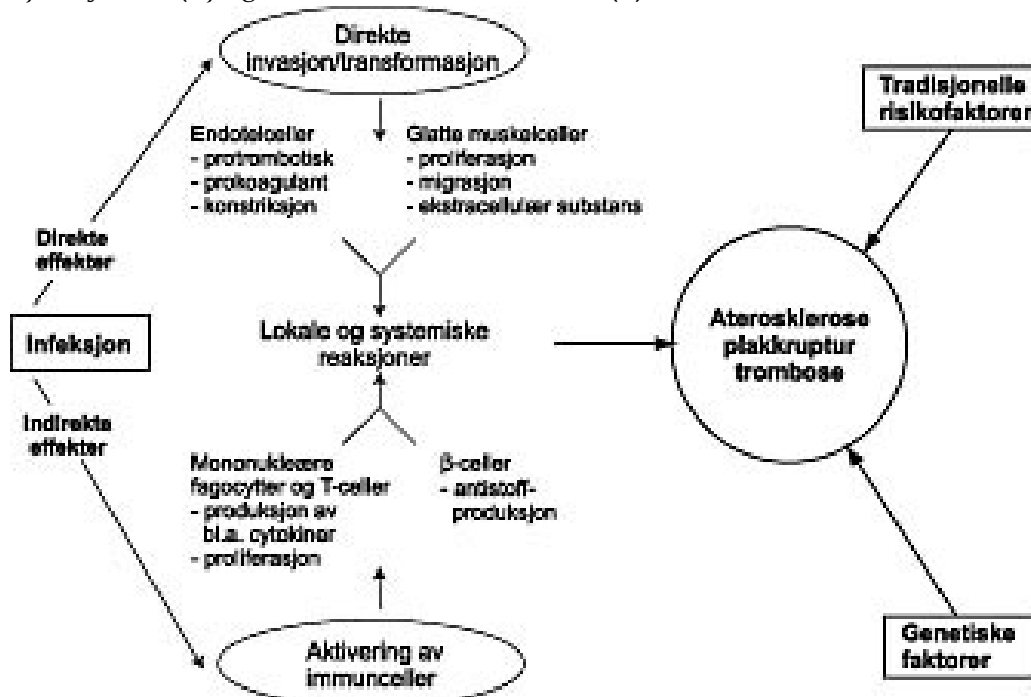 Direkte
invasjon/transformasjon
Tradisjonelle
risikofaktorer
Endotelceller
- protrombotisk
- prokoagulant
- konstriksjon
Glatte muskelceller
- proliferasjon
- migrasjon
- ekstracellulær substans
Direkte
effekter
Infeksjon
Lokale og systemiske
reaksjoner
Aterosklerose
plakkruptur
trombose
Indirekte
effekter
Mononukleære
fagocytter og T-celler
- produksjon av
bl.a. cytokiner
- proliferasjon
β-celler
- antistoff-
produksjon
Aktivering av
immunceller
Genetiske
faktorer